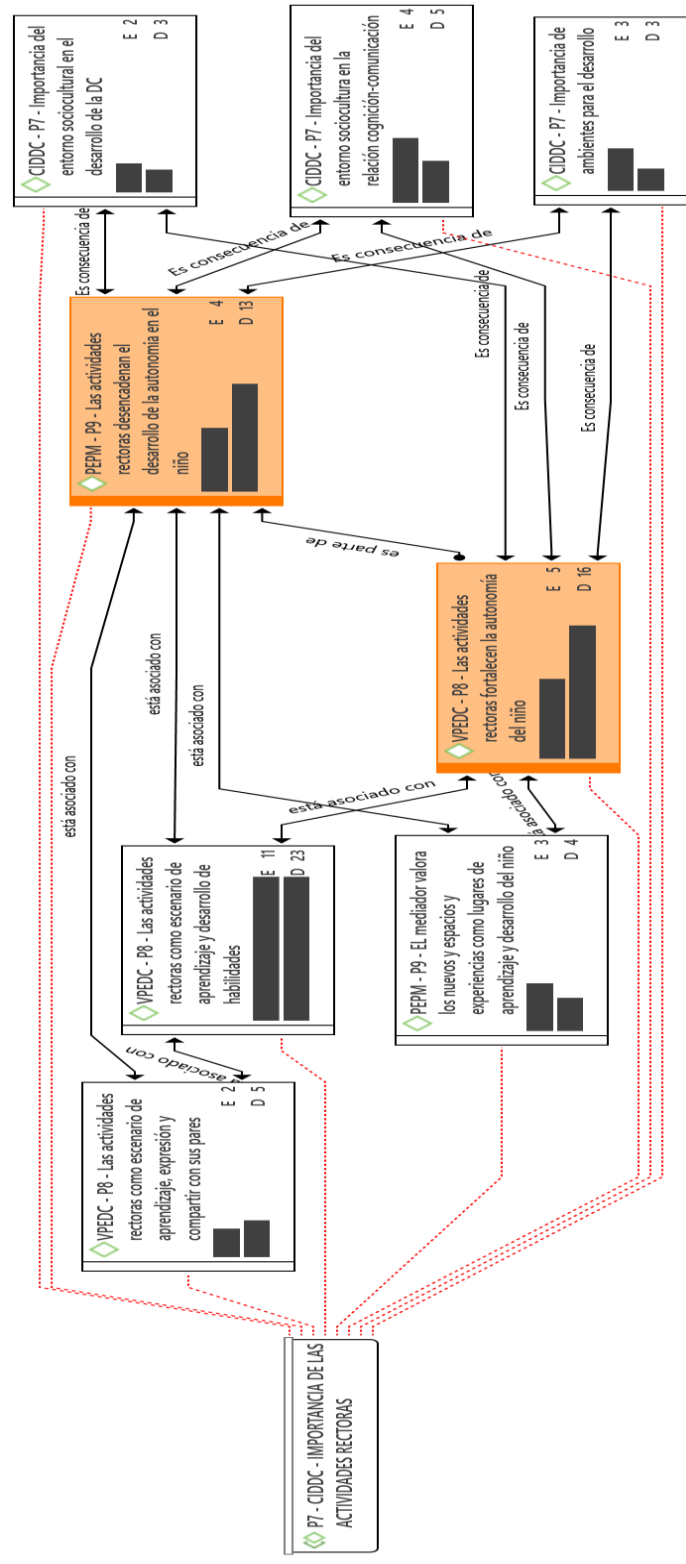 P7 - CIDDC - IMPORTANCIA DE LAS
ACTIVIDADES RECTORAS
VPEDC - P8 - Las actividades
rectoras como escenario de
aprendizaje, expresión y
compartir con sus pares
E 2
D 5
VPEDC - P8 - Las actividades
rectoras como escenario de
aprendizaje y desarrollo de
habilidades
E 11
D 23
PEPM - P9 - EL mediador valora
los nuevos y espacios y
experiencias como lugares de
aprendizaje y desarrollo del niño
E 3
D 4
PEPM - P9 - Las actividades
rectoras desencadenan el
desarrollo de la autonomía en el
niño
E 4
D 13
VPEDC - P8 - Las actividades
rectoras fortalecen la autonomía
del niño
E 5
D 16
CIDDC - P7 - Importancia del
entorno sociocultural en el
desarollo de la DC
E 2
D 3
CIDDC - P7 - Importancia del
entorno sociocultura en la
relación cognición-comunicación
E 4
D 5
CIDDC - P7 - Importancia de
ambientes para el desarrollo
E 3
D 3
está asociado con
está asociado con
está asociado con
está asociado con
asociado con
asociado
es parte de
Es consecuencia de
Es consecuencia de
Es consecuencia de
Es consecuencia de
Es consecuencia de
Es consecuencia de